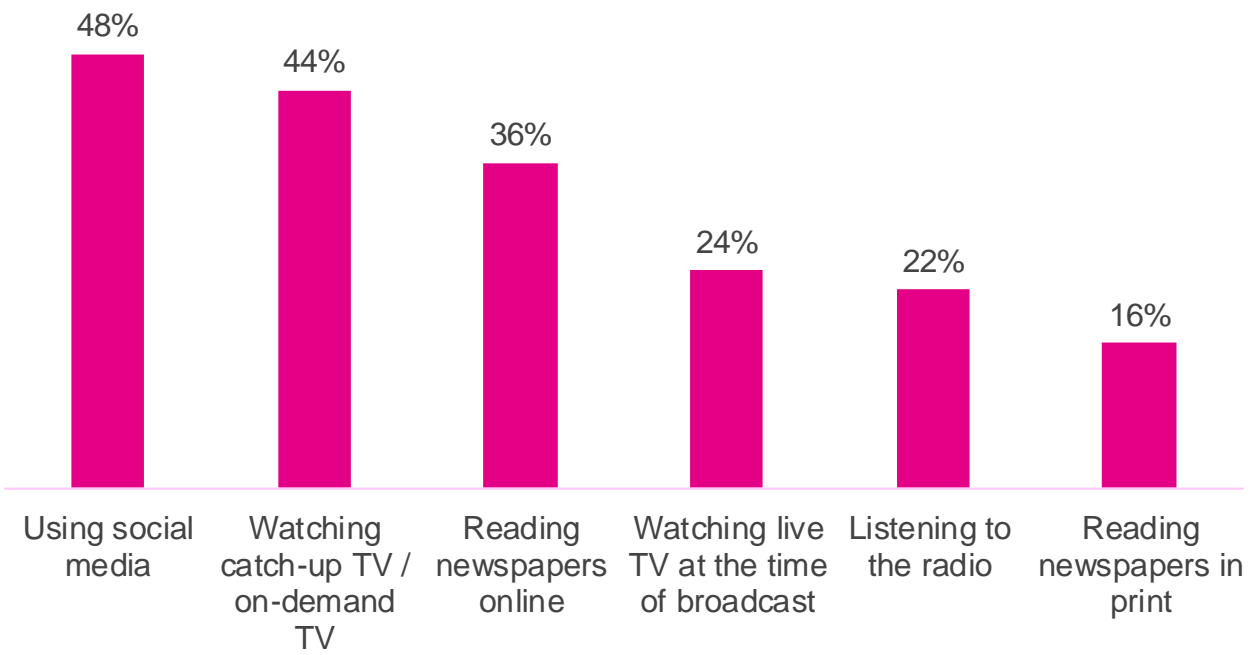 48%
44%
36%
24%
22%
16%
Using social
media
Watching
catch-up TV /
on-demand
TV
Reading
newspapers
online
Watching live
TV at the time
of broadcast
Listening to
the radio
Reading
newspapers in
print